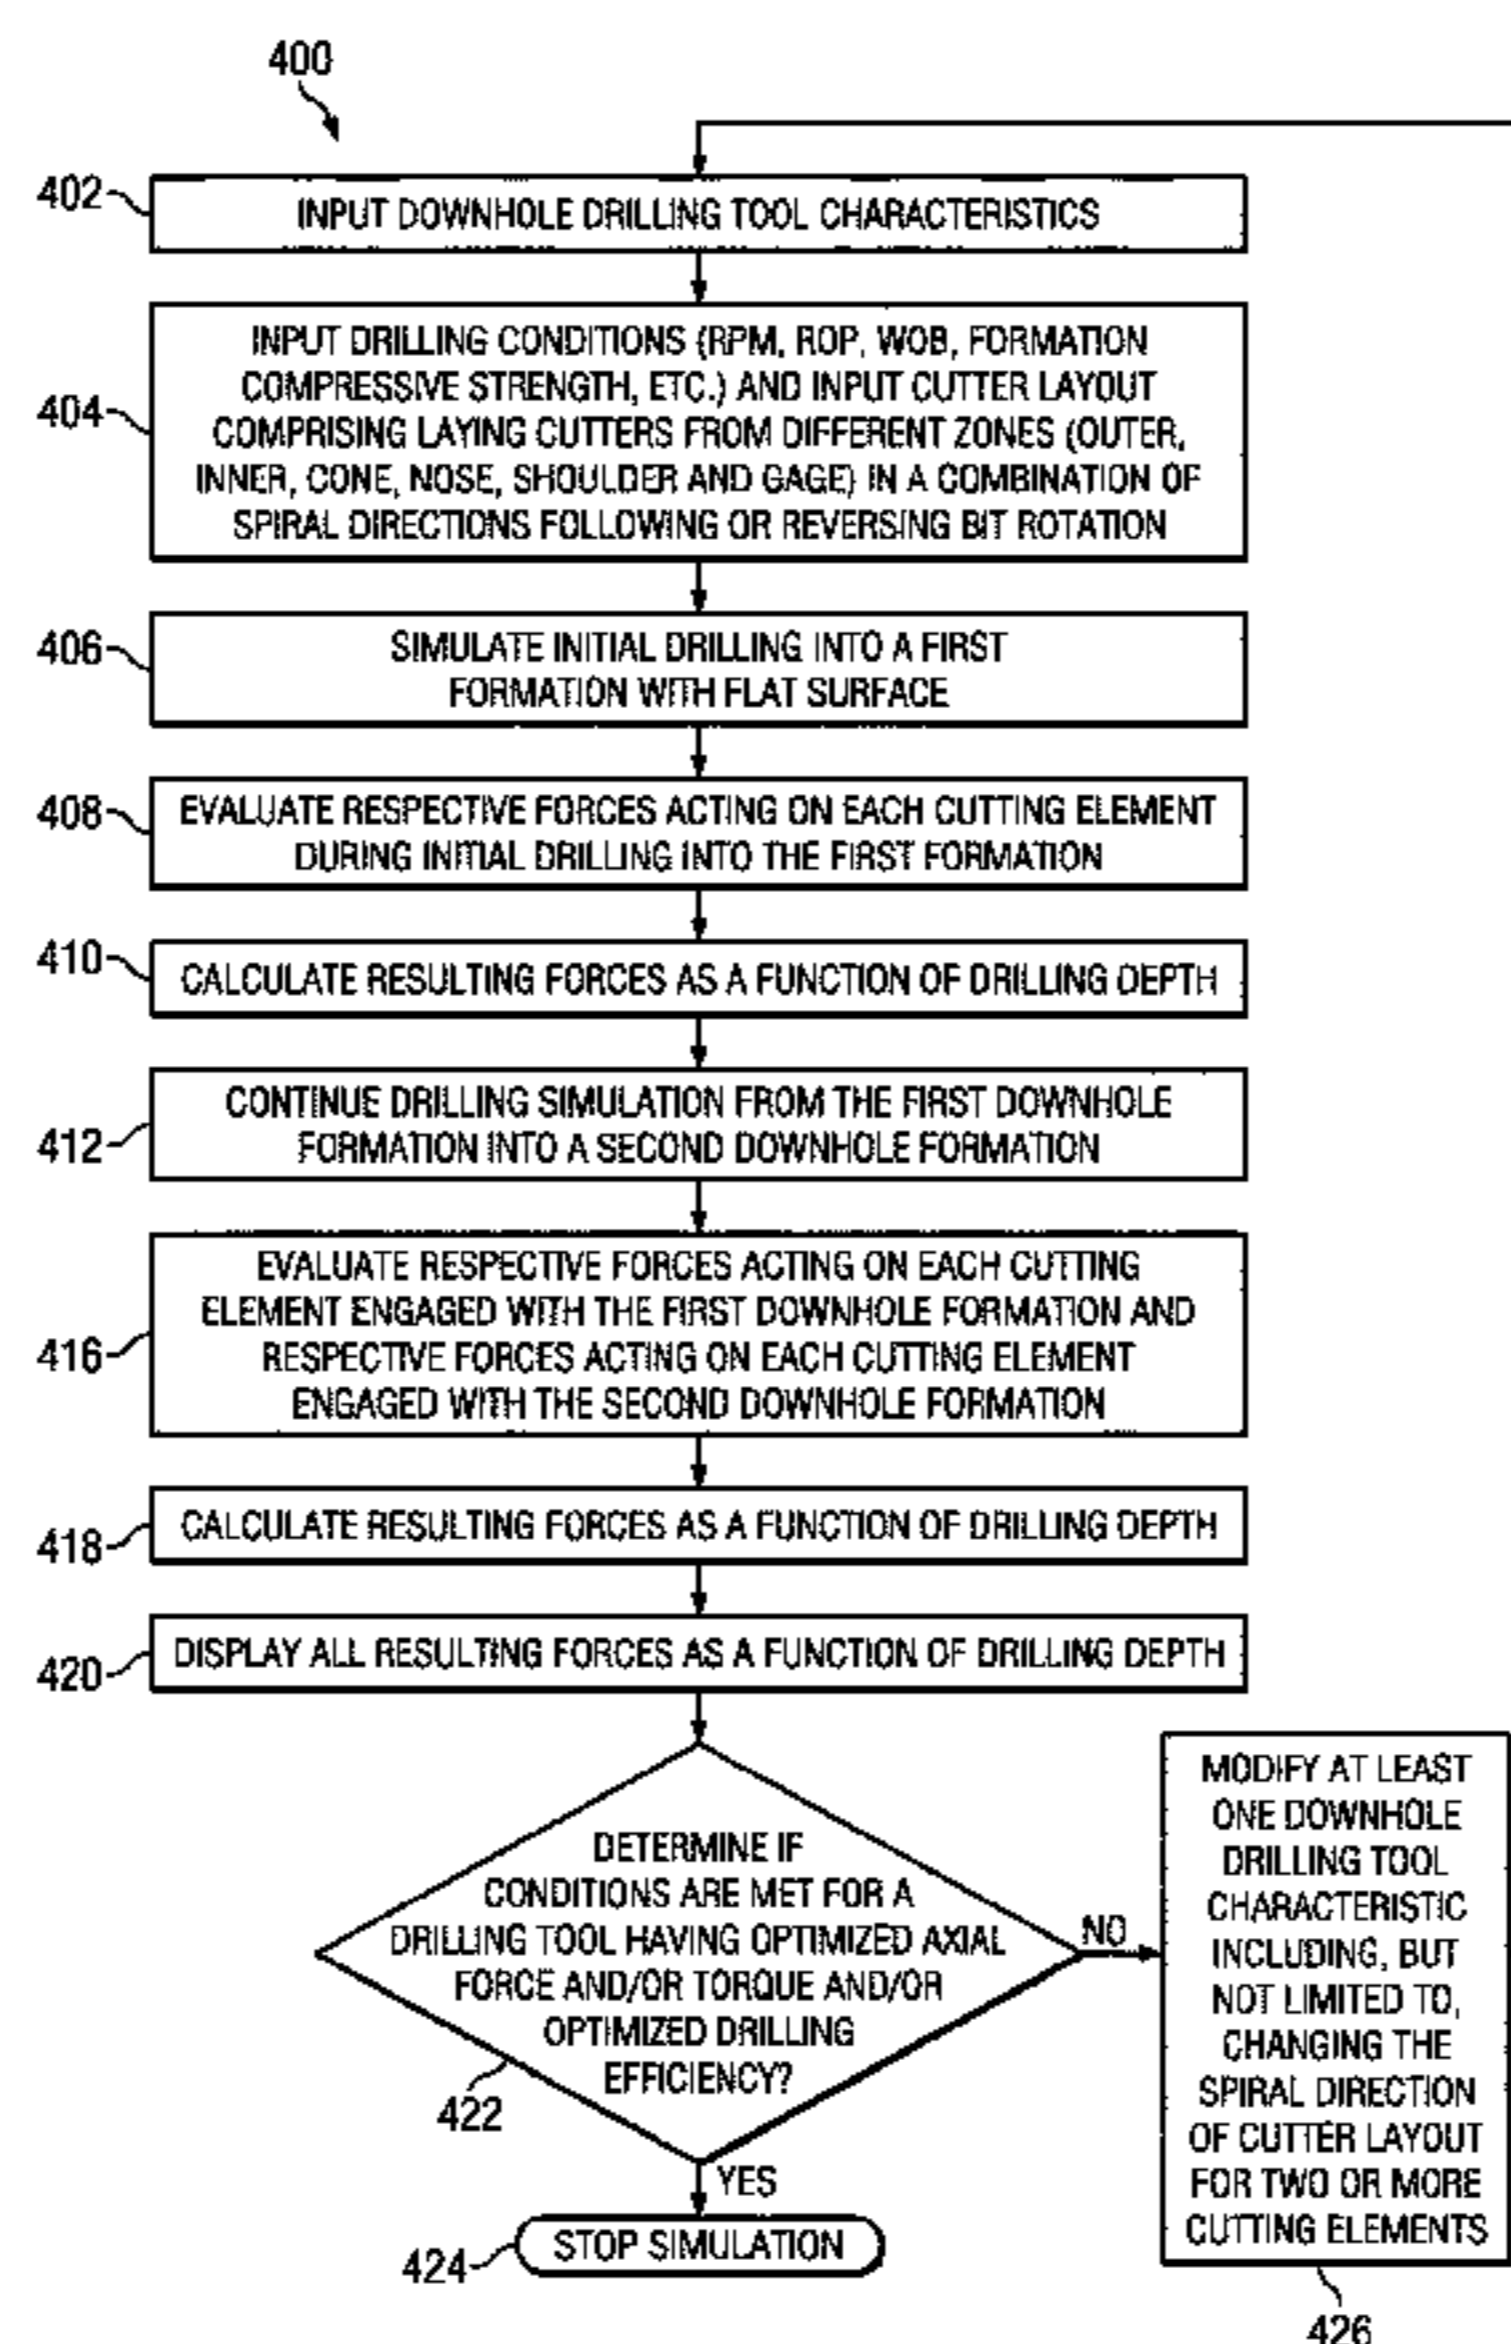 400
402
INPUT DOWNHOLE DRILLING TOOL CHARACTERISTICS
404
INPUT DRILLING CONDITIONS (RPM, ROP, WOB, FORMATION
COMPRESSIVE STRENGTH, ETC.) AND INPUT CUTTER LAYOUT
COMPRISING LAYING CUTTERS FROM DIFFERENT ZONES (OUTER,
INNER, CONE, NOSE, SHOULDER AND GAGE) IN A COMBINATION OF
SPIRAL DIRECTIONS FOLLOWING OR REVERSING BIT ROTATION
406
SIMULATE INITIAL DRILLING INTO A FIRST
FORMATION WITH FLAT SURFACE
408
EVALUATE RESPECTIVE FORCES ACTING ON EACH CUTTING ELEMENT
DURING INITIAL DRILLING INTO THE FIRST FORMATION
410
CALCULATE RESULTING FORCES AS A FUNCTION OF DRILLING DEPTH
412
CONTINUE DRILLING SIMULATION FROM THE FIRST DOWNHOLE
FORMATION INTO A SECOND DOWNHOLE FORMATION
416
EVALUATE RESPECTIVE FORCES ACTING ON EACH CUTTING
ELEMENT ENGAGED WITH THE FIRST DOWNHOLE FORMATION AND
RESPECTIVE FORCES ACTING ON EACH CUTTING ELEMENT
ENGAGED WITH THE SECOND DOWNHOLE FORMATION
418
CALCULATE RESULTING FORCES AS A FUNCTION OF DRILLING DEPTH
420
DISPLAY ALL RESULTING FORCES AS A FUNCTION OF DRILLING DEPTH
DETERMINE IF
CONDITIONS ARE MET FOR A
DRILLING TOOL HAVING OPTIMIZED AXIAL
FORCE AND/OR TORQUE AND/OR
OPTIMIZED DRILLING
EFFICIENCY?
422
NO
YES
424
STOP SIMULATION
MODIFY AT LEAST
ONE DOWNHOLE
DRILLING TOOL
CHARACTERISTIC
INCLUDING, BUT
NOT LIMITED TO,
CHANGING THE
SPIRAL DIRECTION
OF CUTTER LAYOUT
FOR TWO OR MORE
CUTTING ELEMENTS
426